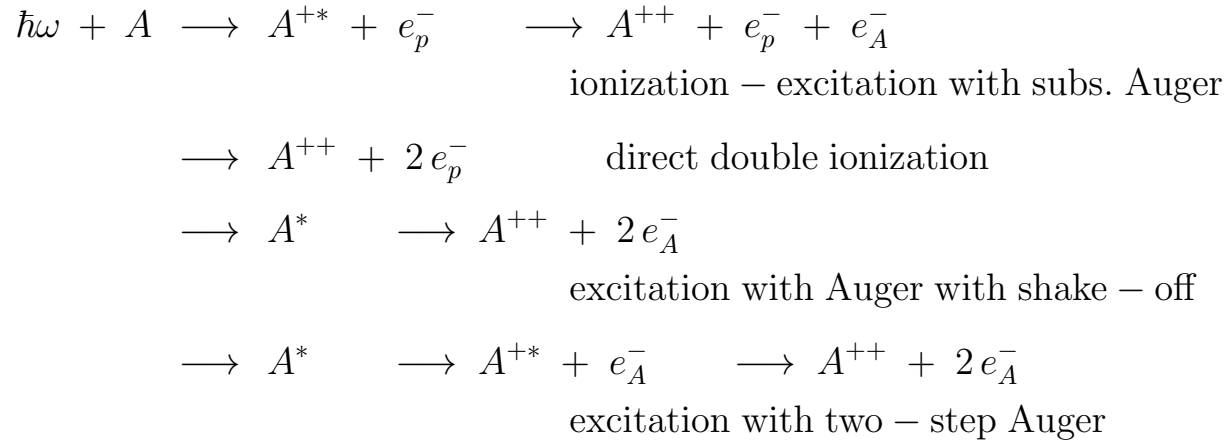 ℏω + A ⟶ A⁺* + e⁻ₚ ⟶ A⁺⁺ + e⁻ₚ + e⁻_A
ionization − excitation with subs. Auger
⟶ A⁺⁺ + 2 e⁻ₚ direct double ionization
⟶ A* ⟶ A⁺⁺ + 2 e⁻_A
excitation with Auger with shake − off
⟶ A* ⟶ A⁺* + e⁻_A ⟶ A⁺⁺ + 2 e⁻_A
excitation with two − step Auger